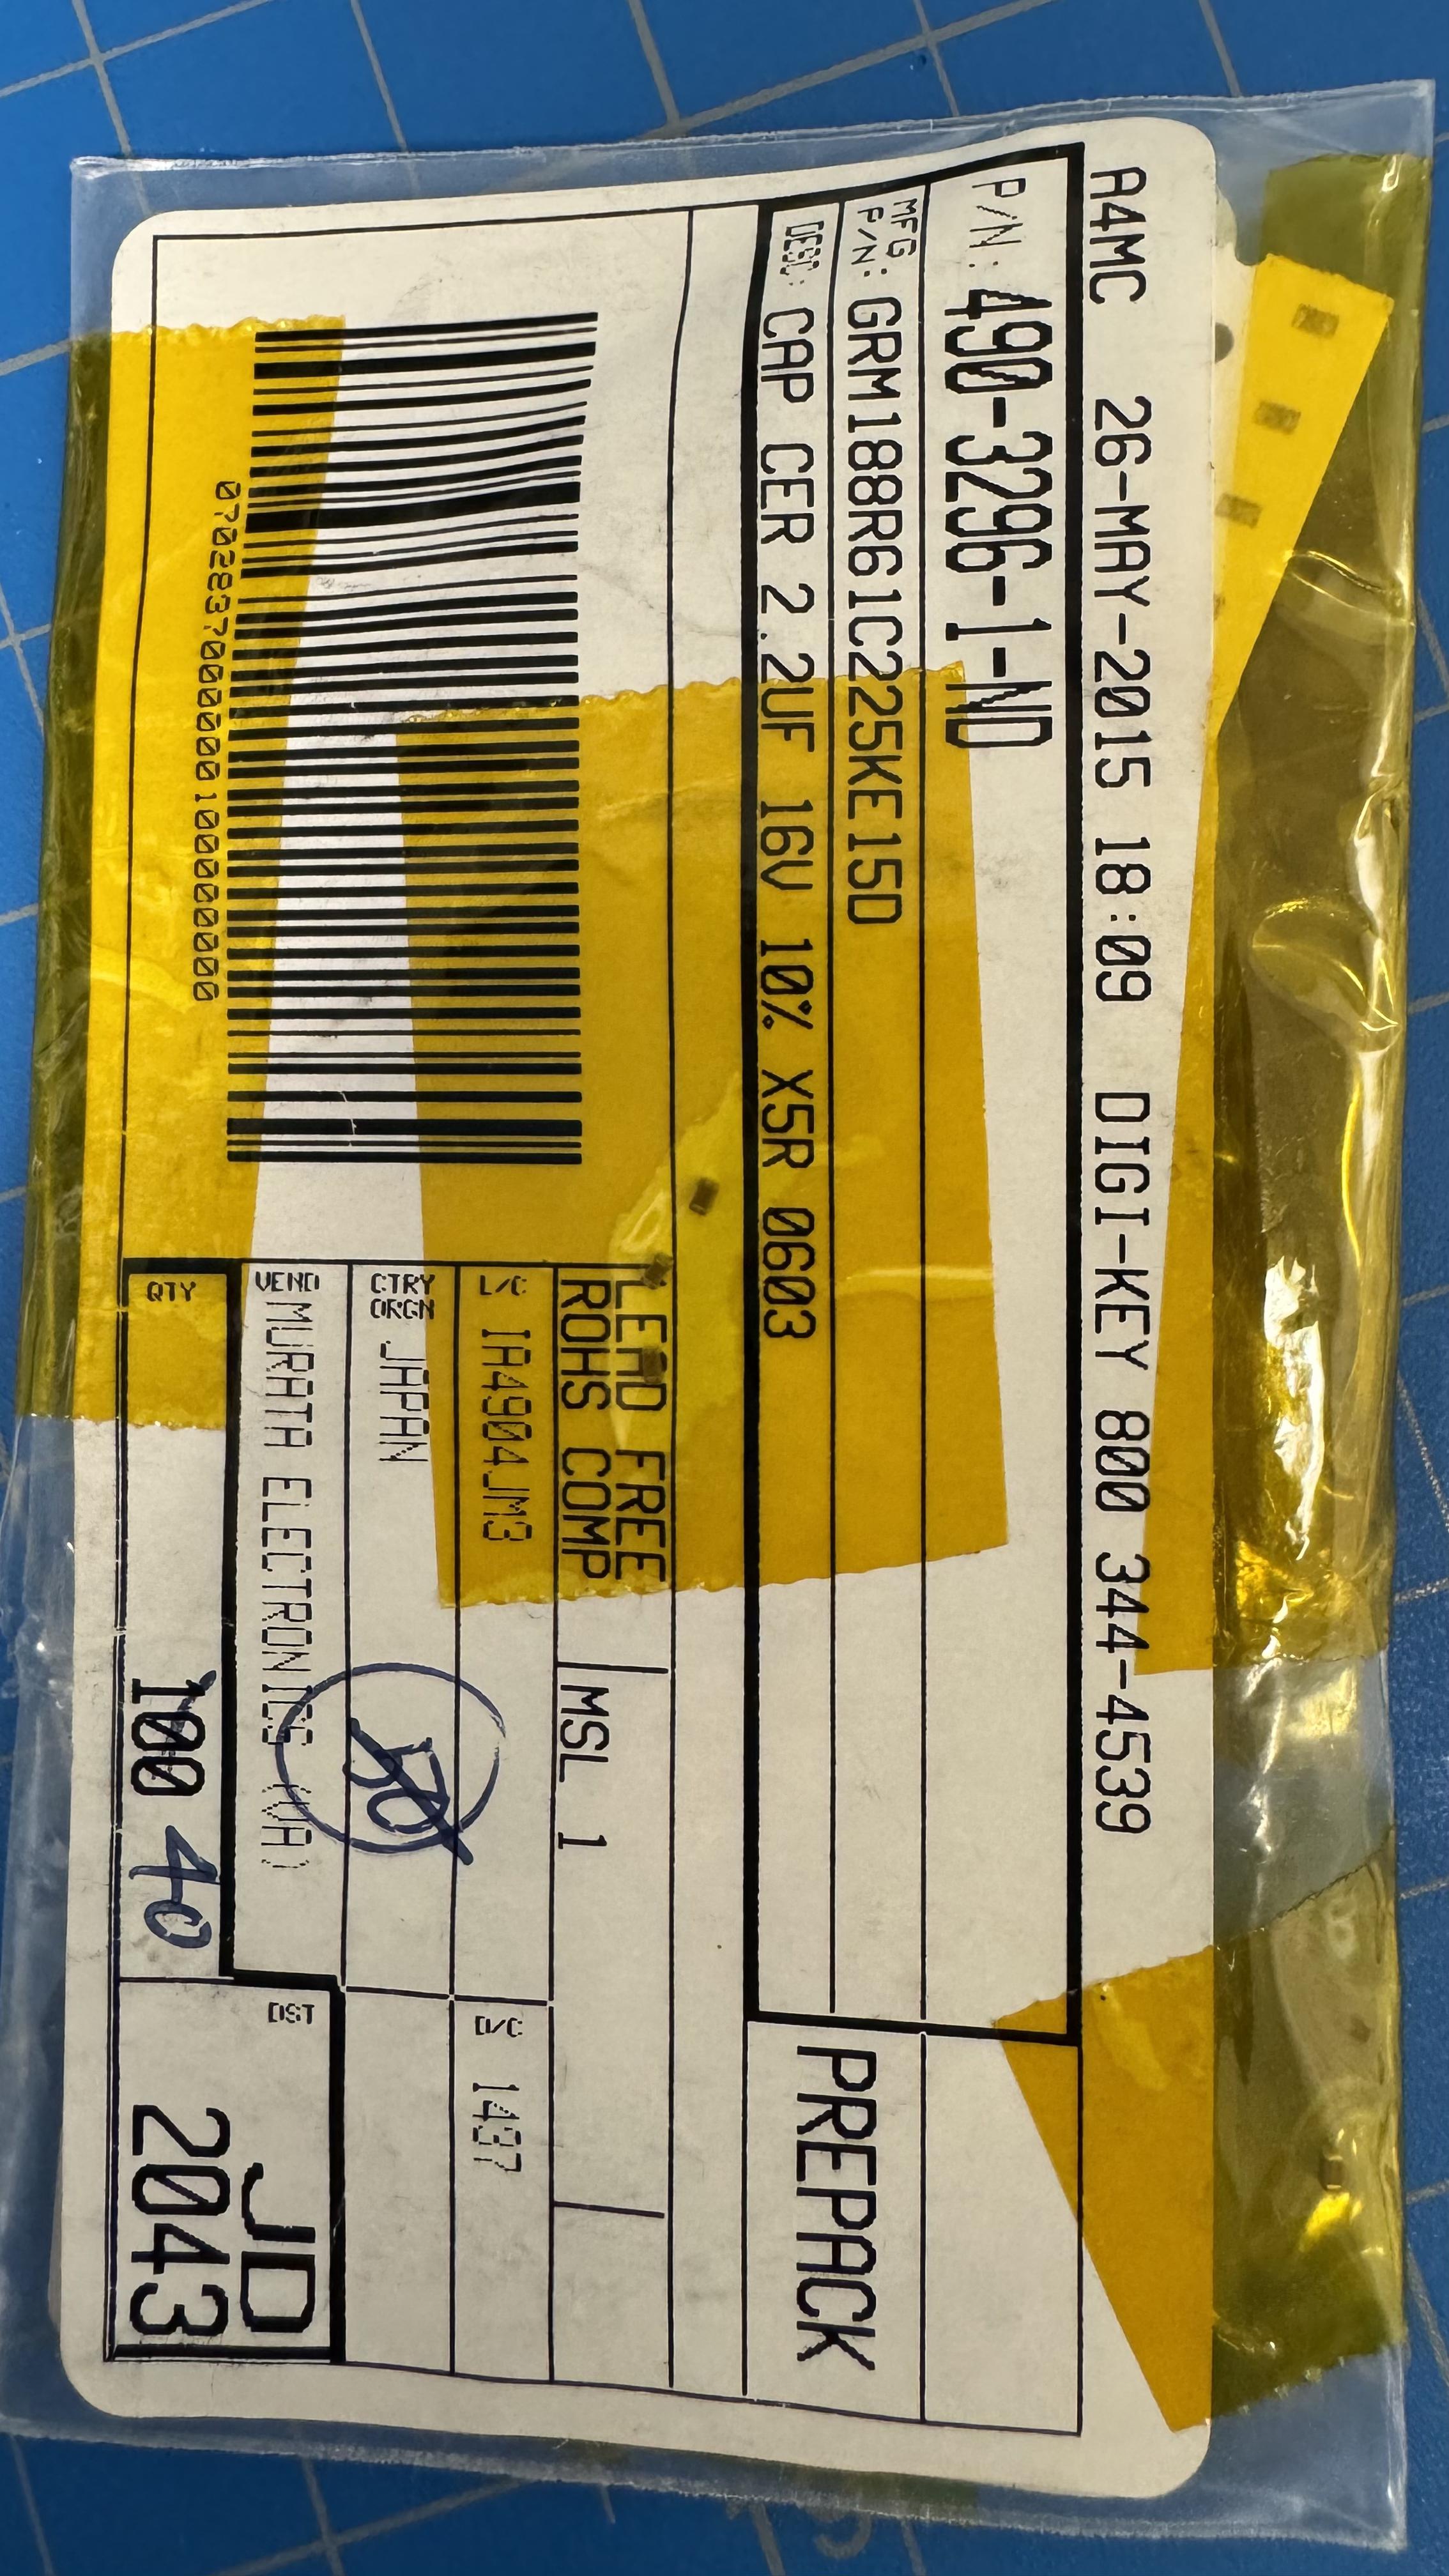 A4MC 26-MAY-2015 18:09 DIGI-KEY 800 344-4539
P/N: 490-3296-1-ND
MFG P/N: GRM188R61C225KE15D
DESC: CAP CER 2.2UF 16V 10% X5R 0603
PREPACK
LEAD FREE
ROHS COMP
MSL 1
L/C IA4904JM3
D/C 1437
CTRY ORGN JAPAN
50
VEND MURATA ELECTRONICS (VA)
QTY 100 40
DST JD
2043